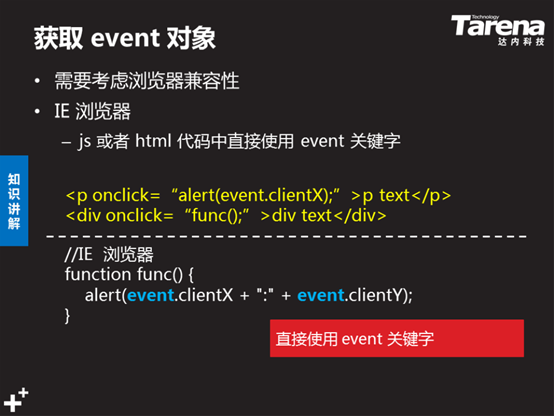 获取 event 对象
Technology
Tarena
达内科技
• 需要考虑浏览器兼容性
• IE 浏览器
– js 或者 html 代码中直接使用 event 关键字
知识讲解
<p onclick=“alert(event.clientX);”>p text</p>
<div onclick=“func();”>div text</div>
//IE 浏览器
function func() {
alert(event.clientX + ":" + event.clientY);
}
直接使用 event 关键字